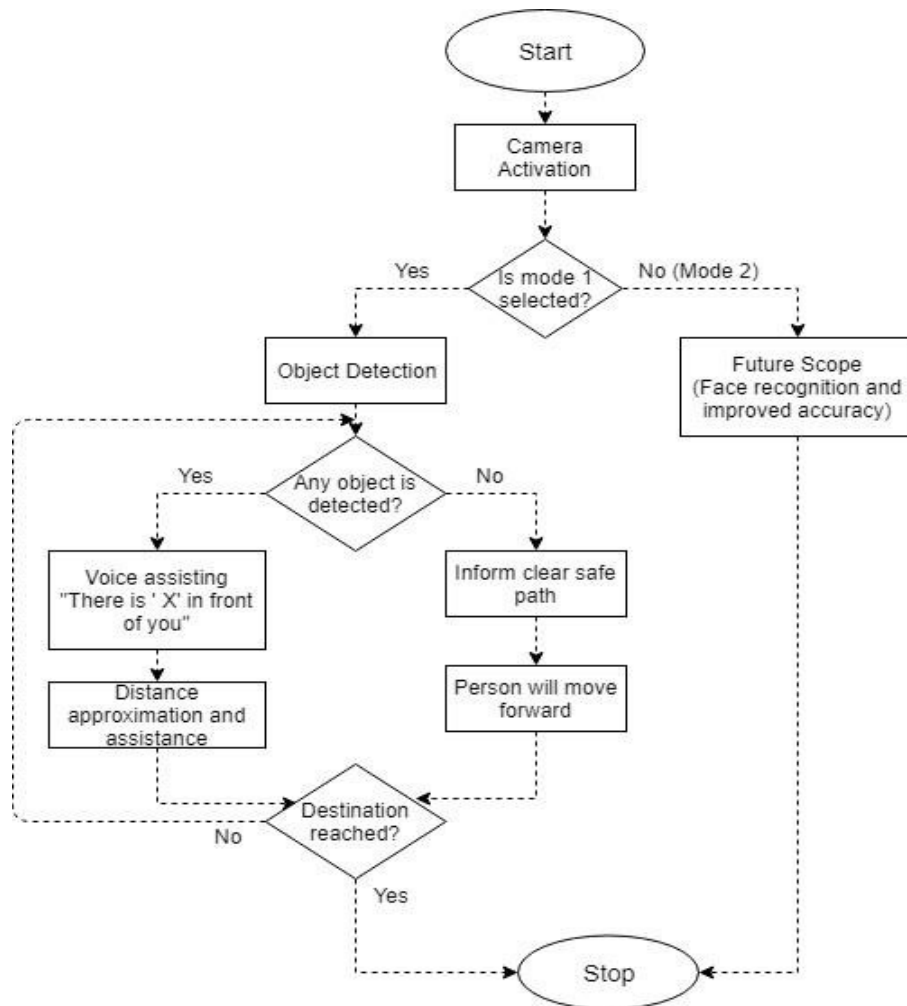 Start
Camera
Activation
Is mode 1
selected?
Yes
No (Mode 2)
Object Detection
Future Scope
(Face recognition and
improved accuracy)
Any object is
detected?
Yes
No
Voice assisting
"There is ' X' in front
of you"
Inform clear safe
path
Distance
approximation and
assistance
Person will move
forward
Destination
reached?
No
Yes
Stop